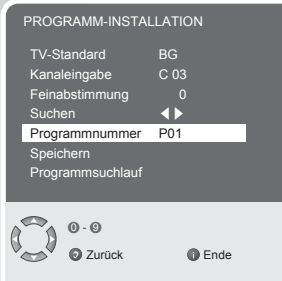 PROGRAMM-INSTALLATION
TV-Standard BG
Kanaleingabe C 03
Feinabstimmung 0
Suchen
Programmnummer P01
Speichern
Programmsuchlauf
0 - 9
Zurück i Ende